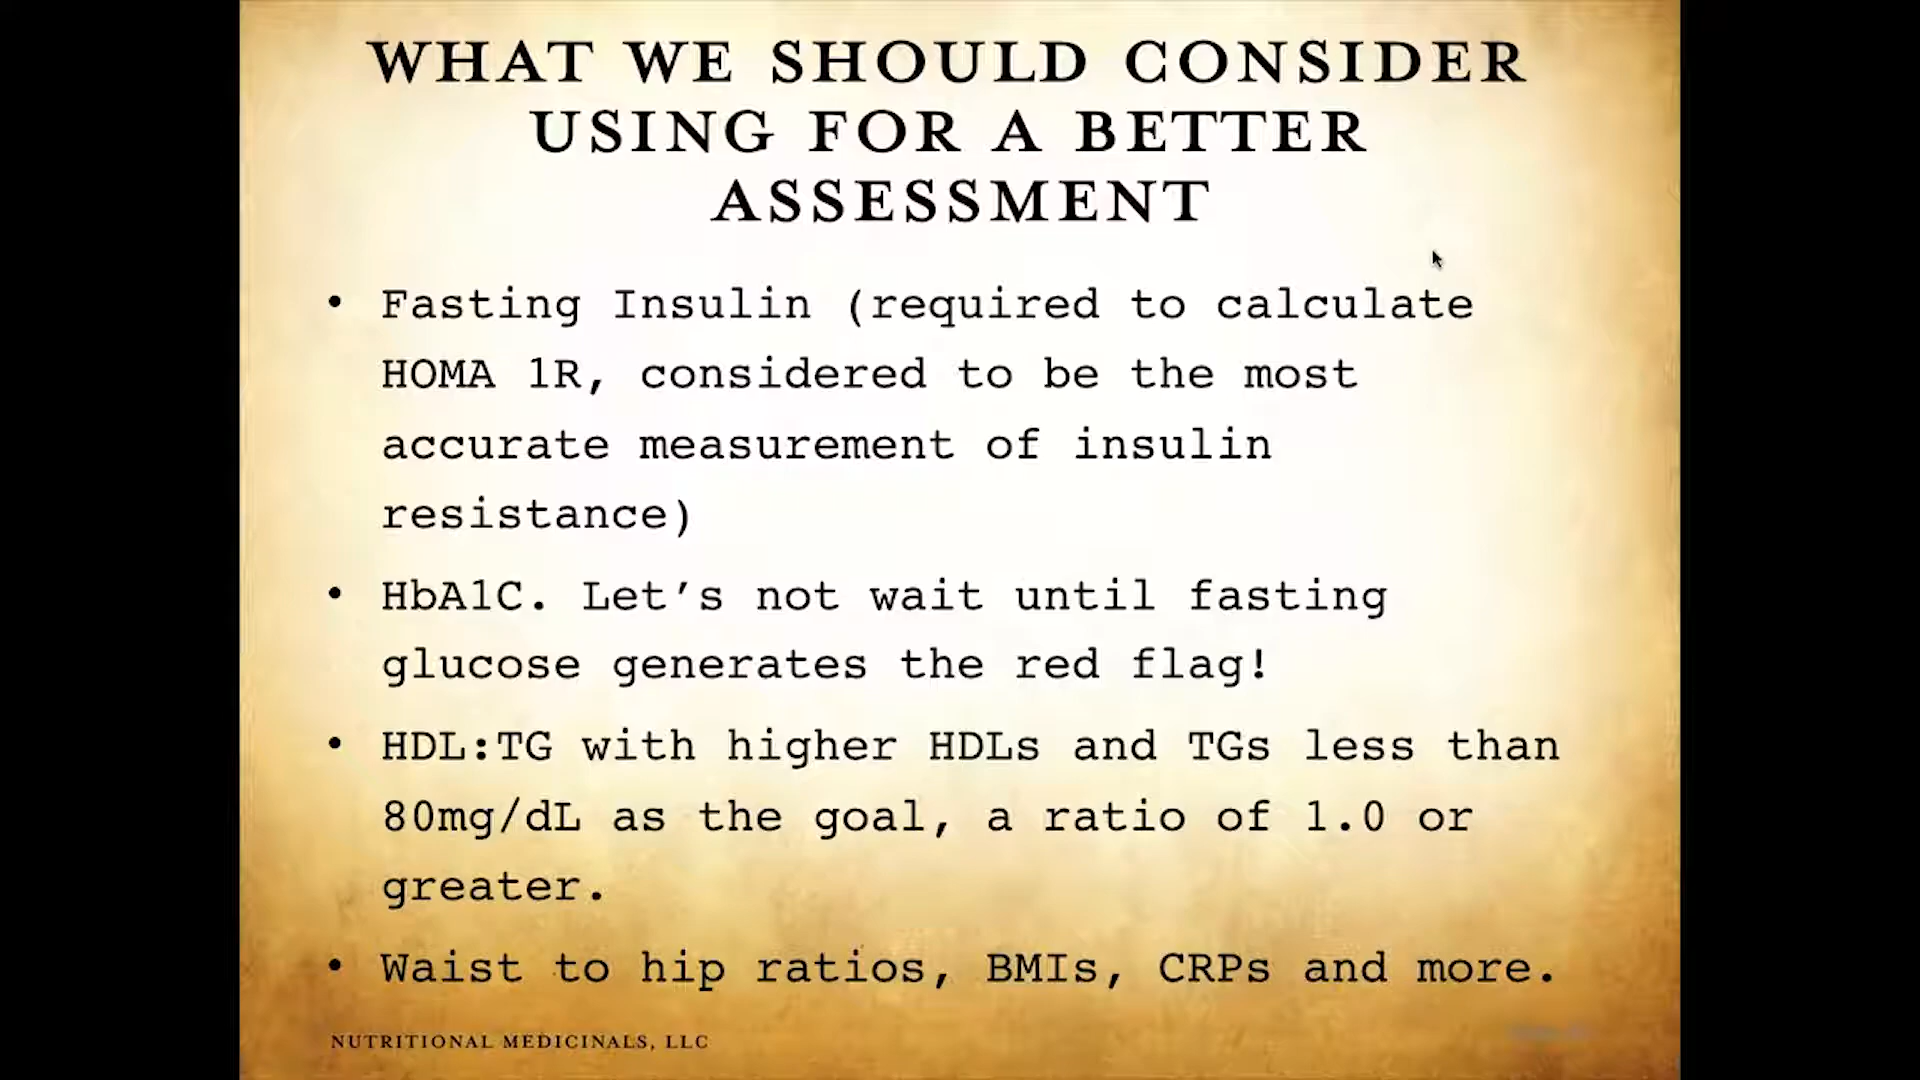 WHAT WE SHOULD CONSIDER
USING FOR A BETTER
ASSESSMENT
• Fasting Insulin (required to calculate
HOMA 1R, considered to be the most
accurate measurement of insulin
resistance)
• HbA1C. Let’s not wait until fasting
glucose generates the red flag!
• HDL:TG with higher HDLs and TGs less than
80mg/dL as the goal, a ratio of 1.0 or
greater.
• Waist to hip ratios, BMIs, CRPs and more.
NUTRITIONAL MEDICINALS, LLC